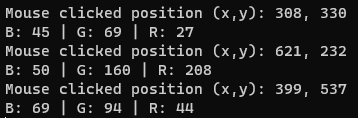 Mouse clicked position (x,y): 308, 330
B: 45 | G: 69 | R: 27
Mouse clicked position (x,y): 621, 232
B: 50 | G: 160 | R: 208
Mouse clicked position (x,y): 399, 537
B: 69 | G: 94 | R: 44